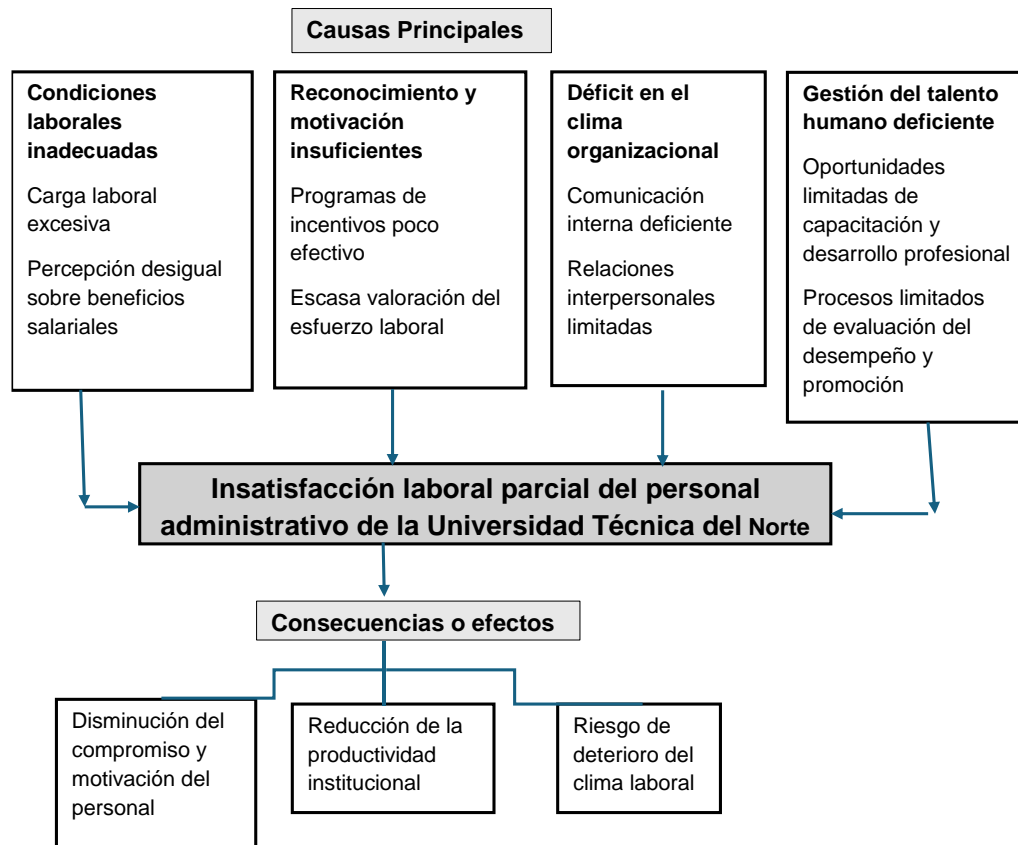 Causas Principales
Condiciones
laborales
inadecuadas
Carga laboral
excesiva
Percepción desigual
sobre beneficios
salariales
Reconocimiento y
motivación
insuficientes
Programas de
incentivos poco
efectivo
Escasa valoración del
esfuerzo laboral
Déficit en el
clima
organizacional
Comunicación
interna deficiente
Relaciones
interpersonales
limitadas
Gestión del talento
humano deficiente
Oportunidades
limitadas de
capacitación y
desarrollo profesional
Procesos limitados
de evaluación del
desempeño y
promoción
Insatisfacción laboral parcial del personal
administrativo de la Universidad Técnica del Norte
Consecuencias o efectos
Disminución del
compromiso y
motivación del
personal
Reducción de la
productividad
institucional
Riesgo de
deterioro del
clima laboral